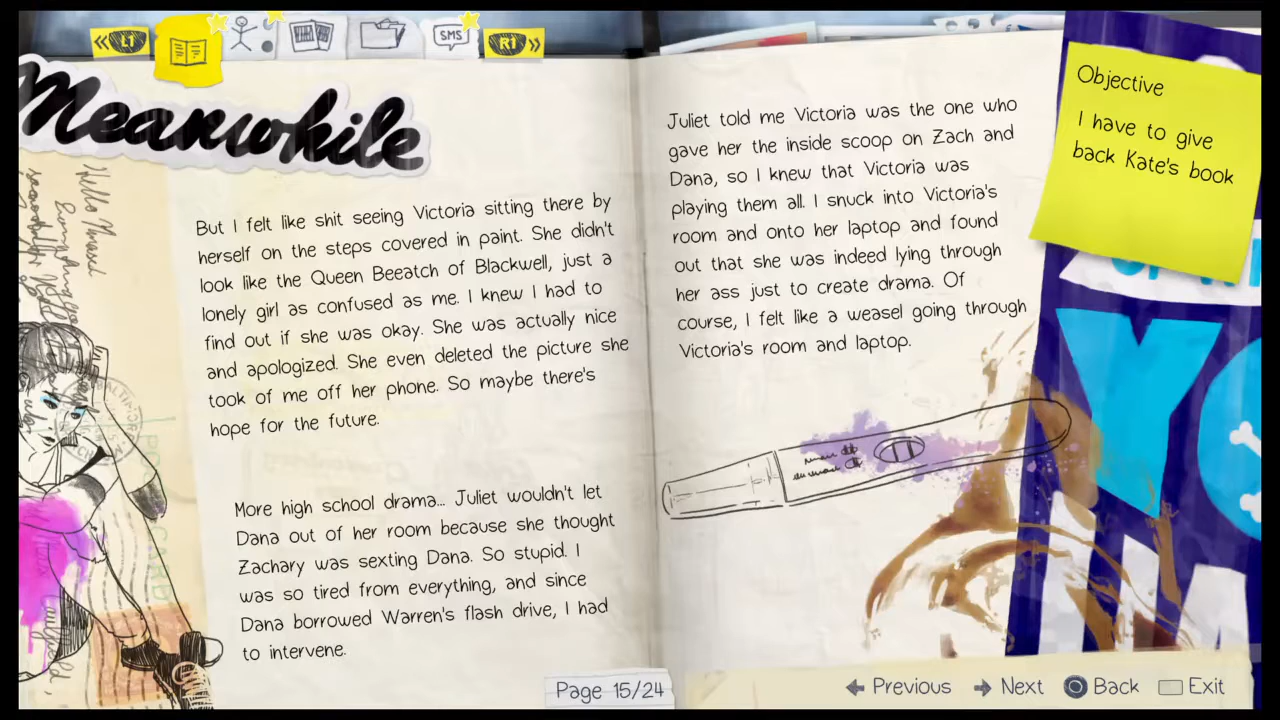 L1
SMS
R1
Meanwhile
But I felt like shit seeing Victoria sitting there by
herself on the steps covered in paint. She didn't
look like the Queen Beeatch of Blackwell, just a
lonely girl as confused as me. I knew I had to
find out if she was okay. She was actually nice
and apologized. She even deleted the picture she
took of me off her phone. So maybe there's
hope for the future.
More high school drama... Juliet wouldn't let
Dana out of her room because she thought
Zachary was sexting Dana. So stupid. I
was so tired from everything, and since
Dana borrowed Warren's flash drive, I had
to intervene.
Juliet told me Victoria was the one who
gave her the inside scoop on Zach and
Dana, so I knew that Victoria was
playing them all. I snuck into Victoria's
room and onto her laptop and found
out that she was indeed lying through
her ass just to create drama. Of
course, I felt like a weasel going through
Victoria's room and laptop.
Objective
I have to give
back Kate's book
Page 15/24
Previous
Next
Back
Exit